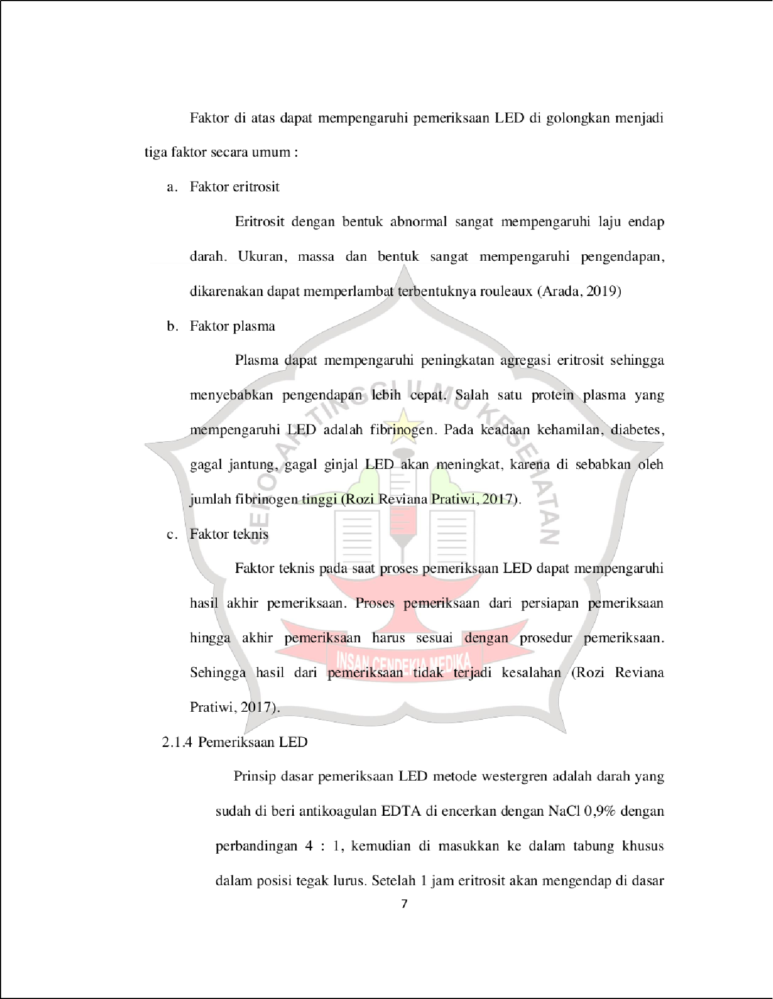 Faktor di atas dapat mempengaruhi pemeriksaan LED di golongkan menjadi
tiga faktor secara umum :
a. Faktor eritrosit
Eritrosit dengan bentuk abnormal sangat mempengaruhi laju endap
darah. Ukuran, massa dan bentuk sangat mempengaruhi pengendapan,
dikarenakan dapat memperlambat terbentuknya rouleaux (Arada, 2019)
b. Faktor plasma
Plasma dapat mempengaruhi peningkatan agregasi eritrosit sehingga
menyebabkan pengendapan lebih cepat. Salah satu protein plasma yang
mempengaruhi LED adalah fibrinogen. Pada keadaan kehamilan, diabetes,
gagal jantung, gagal ginjal LED akan meningkat, karena di sebabkan oleh
jumlah fibrinogen tinggi (Rozi Reviana Pratiwi, 2017).
c. Faktor teknis
Faktor teknis pada saat proses pemeriksaan LED dapat mempengaruhi
hasil akhir pemeriksaan. Proses pemeriksaan dari persiapan pemeriksaan
hingga akhir pemeriksaan harus sesuai dengan prosedur pemeriksaan.
Sehingga hasil dari pemeriksaan tidak terjadi kesalahan (Rozi Reviana
Pratiwi, 2017).
2.1.4 Pemeriksaan LED
Prinsip dasar pemeriksaan LED metode westergren adalah darah yang
sudah di beri antikoagulan EDTA di encerkan dengan NaCl 0,9% dengan
perbandingan 4 : 1, kemudian di masukkan ke dalam tabung khusus
dalam posisi tegak lurus. Setelah 1 jam eritrosit akan mengendap di dasar
7
SEKOLAH TINGGI ILMU KESEHATAN
INSAN CENDEKIA MEDIKA